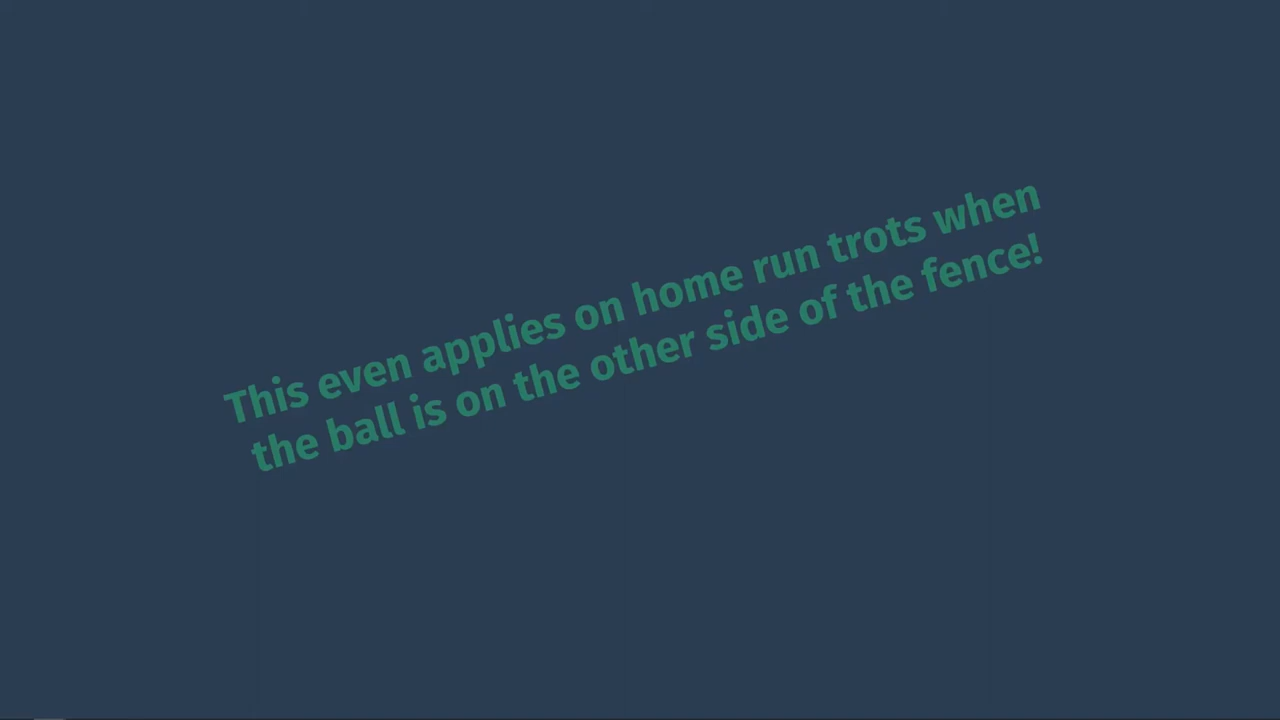 This even applies on home run trots when
the ball is on the other side of the fence!